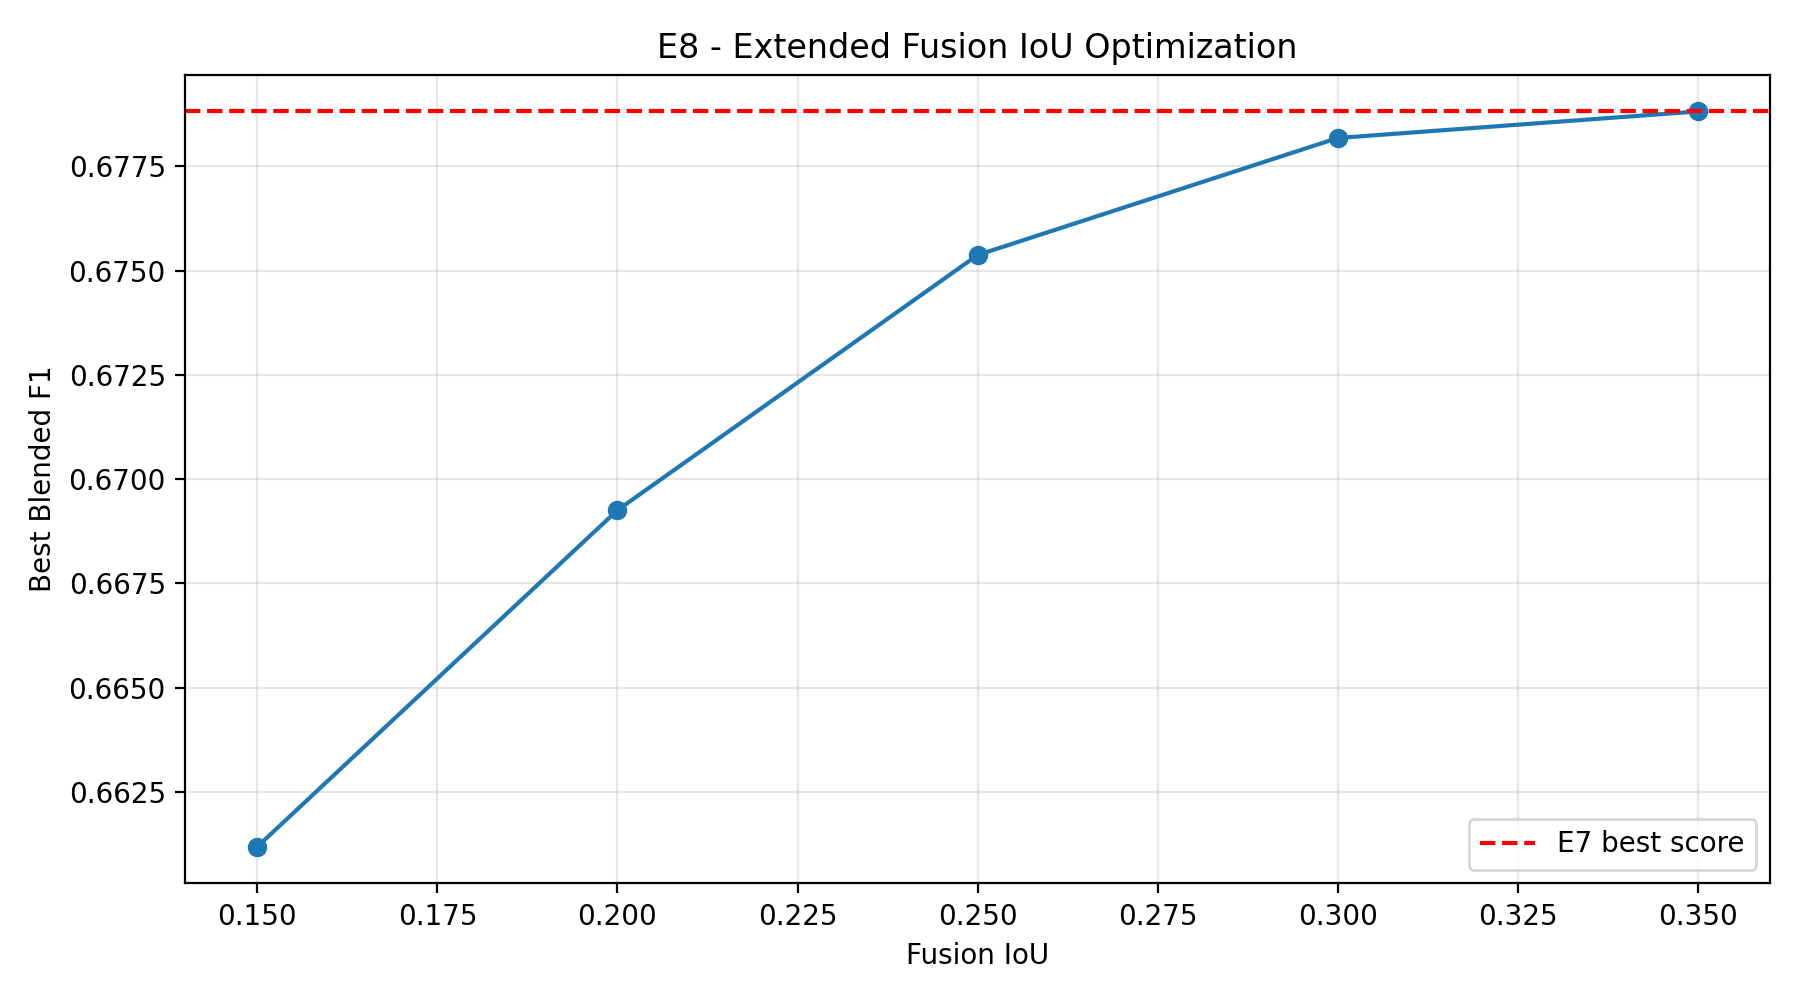 E8 - Extended Fusion IoU Optimization
Best Blended F1
0.6775
0.6750
0.6725
0.6700
0.6675
0.6650
0.6625
E7 best score
0.150 0.175 0.200 0.225 0.250 0.275 0.300 0.325 0.350
Fusion IoU